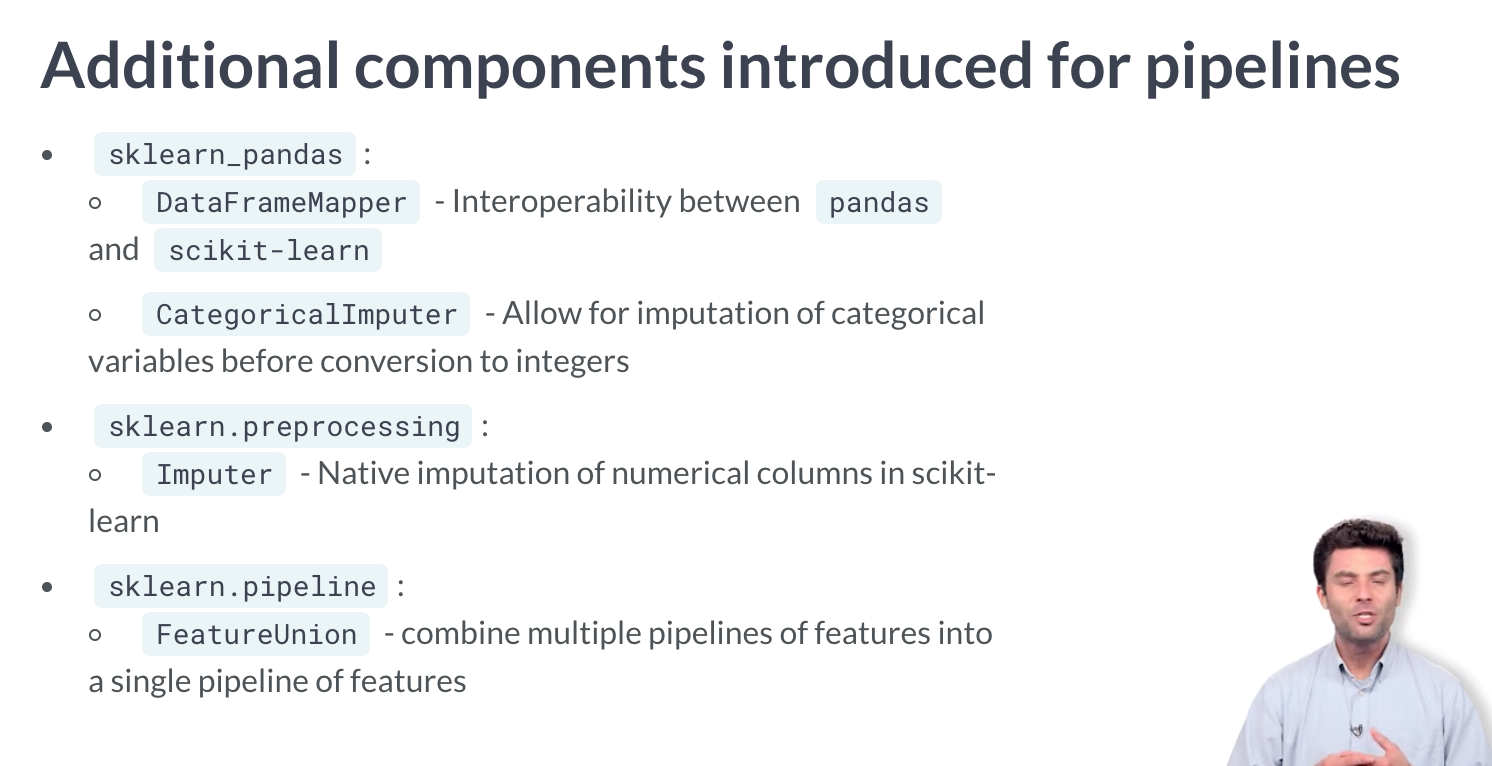 Additional components introduced for pipelines
• sklearn_pandas :
○ DataFrameMapper - Interoperability between pandas
and scikit-learn
○ CategoricalImputer - Allow for imputation of categorical
variables before conversion to integers
• sklearn.preprocessing :
○ Imputer - Native imputation of numerical columns in scikit-
learn
• sklearn.pipeline :
○ FeatureUnion - combine multiple pipelines of features into
a single pipeline of features